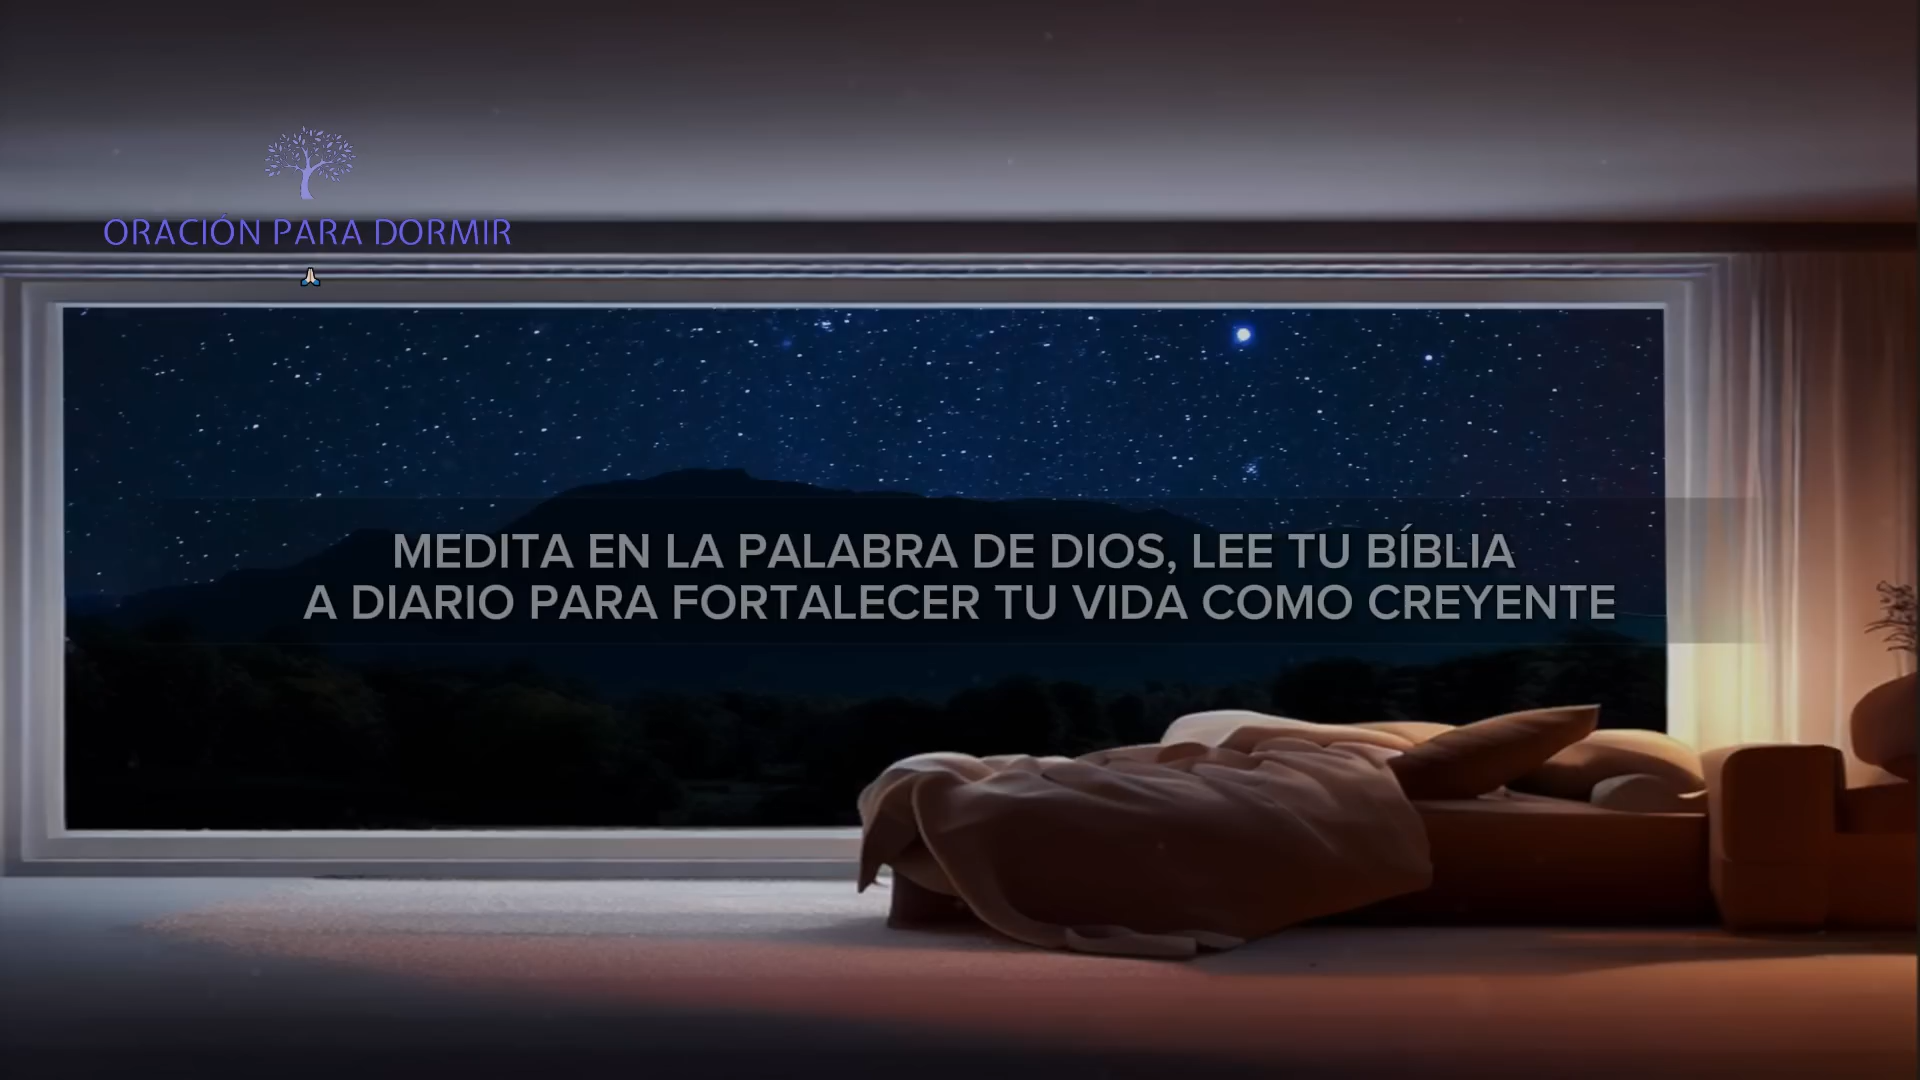 ORACIÓN PARA DORMIR
MEDITA EN LA PALABRA DE DIOS, LEE TU BÍBLIA
A DIARIO PARA FORTALECER TU VIDA COMO CREYENTE